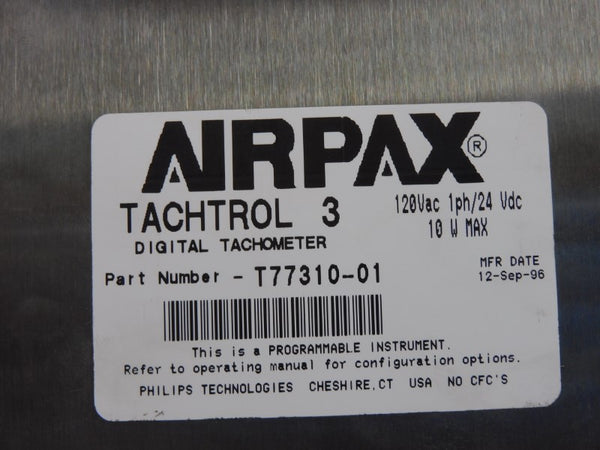 AIRPAX®
TACHTROL 3
DIGITAL TACHOMETER
120Vac 1ph/24 Vdc
10 W MAX
Part Number - T77310-01
MFR DATE
12-Sep-96
This is a PROGRAMMABLE INSTRUMENT.
Refer to operating manual for configuration options.
PHILIPS TECHNOLOGIES CHESHIRE,CT USA NO CFC'S